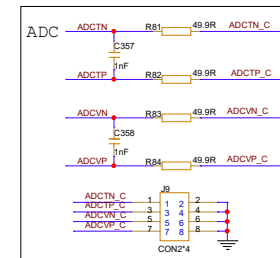 ADC
ADCTN R81 49.9R ADCTN_C
C357
1nF
ADCTP R82 49.9R ADCTP_C
ADCVN R83 49.9R ADCVN_C
C358
1nF
ADCVP R84 49.9R ADCVP_C
J9
ADCTN_C 1 1 2 2
ADCTP_C 3 3 4 4
ADCVN_C 5 5 6 6
ADCVP_C 7 7 8 8
CON2*4